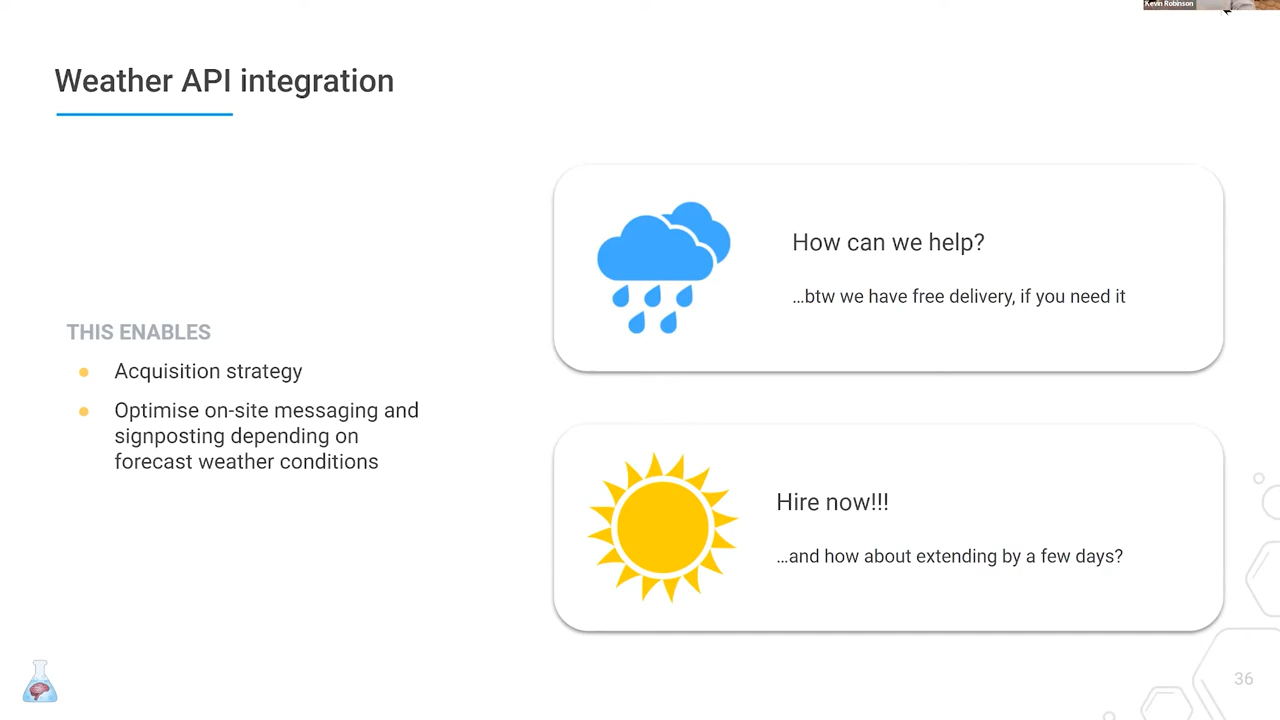 Kevin Robinson
Weather API integration
How can we help?
...btw we have free delivery, if you need it
THIS ENABLES
Acquisition strategy
Optimise on-site messaging and
signposting depending on
forecast weather conditions
Hire now!!!
...and how about extending by a few days?
36